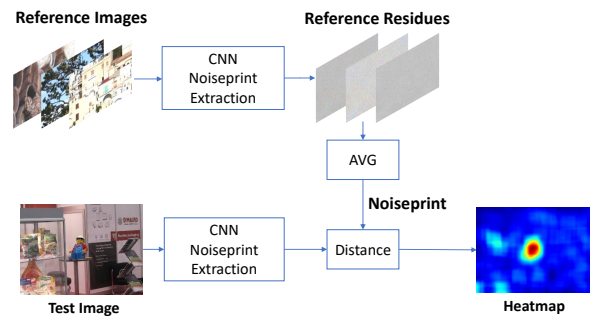 Reference Images
Reference Residues
CNN
Noiseprint
Extraction
AVG
Noiseprint
CNN
Noiseprint
Extraction
Distance
Test Image
Heatmap